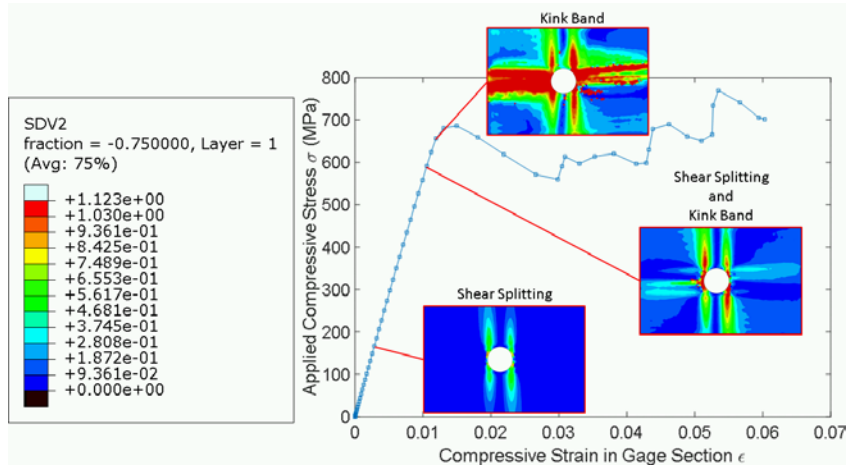 Kink Band
SDV2
fraction = -0.750000, Layer = 1
(Avg: 75%)
+1.123e+00
+1.030e+00
+9.361e-01
+8.425e-01
+7.489e-01
+6.553e-01
+5.617e-01
+4.681e-01
+3.745e-01
+2.808e-01
+1.872e-01
+9.361e-02
+0.000e+00
Applied Compressive Stress σ (MPa)
800
700
600
500
400
300
200
100
0
Shear Splitting
and
Kink Band
Shear Splitting
0
0.01
0.02
0.03
0.04
0.05
0.06
0.07
Compressive Strain in Gage Section ϵ